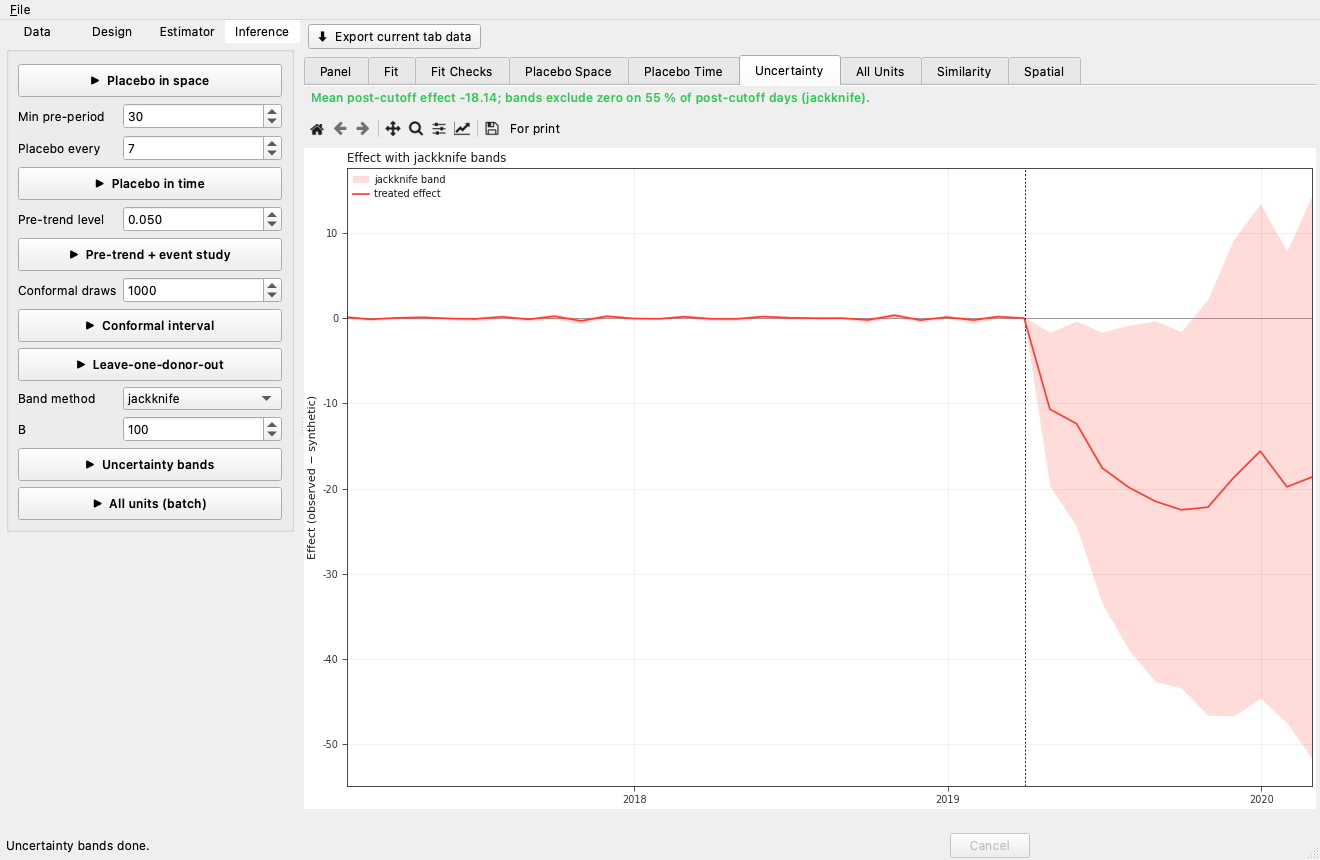 File
Data Design Estimator Inference
Export current tab data
Placebo in space
Min pre-period 30
Placebo every 7
Placebo in time
Pre-trend level 0.050
Pre-trend + event study
Conformal draws 1000
Conformal interval
Leave-one-donor-out
Band method jackknife
B 100
Uncertainty bands
All units (batch)
Panel Fit Fit Checks Placebo Space Placebo Time Uncertainty All Units Similarity Spatial
Mean post-cutoff effect -18.14; bands exclude zero on 55 % of post-cutoff days (jackknife).
For print
Effect with jackknife bands
jackknife band
treated effect
Effect (observed − synthetic)
10
0
-10
-20
-30
-40
-50
2018 2019 2020
Uncertainty bands done.
Cancel